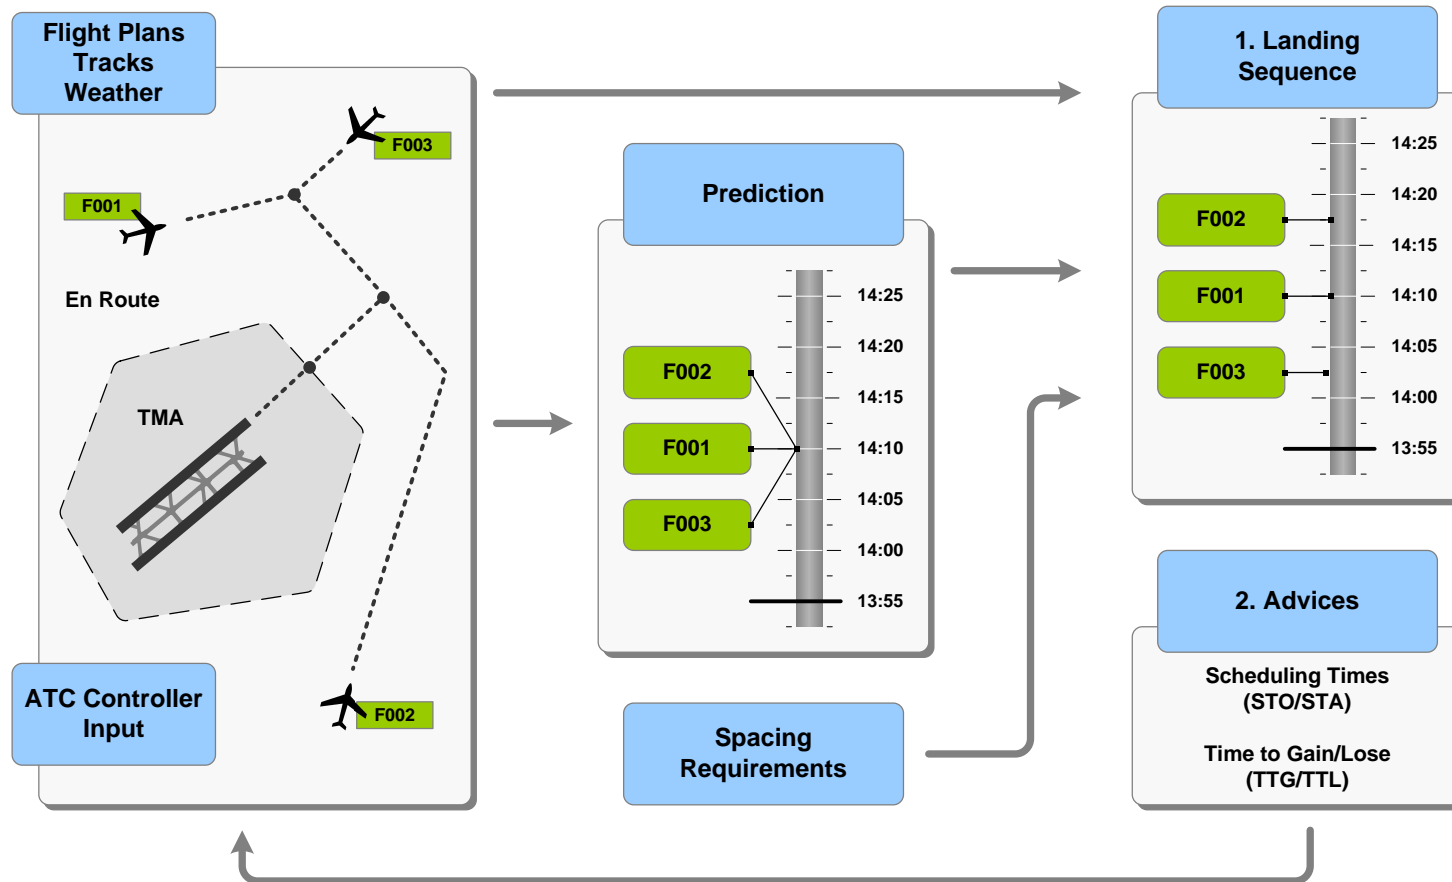 Flight Plans
Tracks
Weather
F003
F001
En Route
TMA
F002
ATC Controller
Input
Prediction
14:25
14:20
F002
14:15
F001
14:10
14:05
F003
14:00
13:55
Spacing
Requirements
1. Landing
Sequence
14:25
14:20
F002
14:15
F001
14:10
14:05
F003
14:00
13:55
2. Advices
Scheduling Times
(STO/STA)
Time to Gain/Lose
(TTG/TTL)